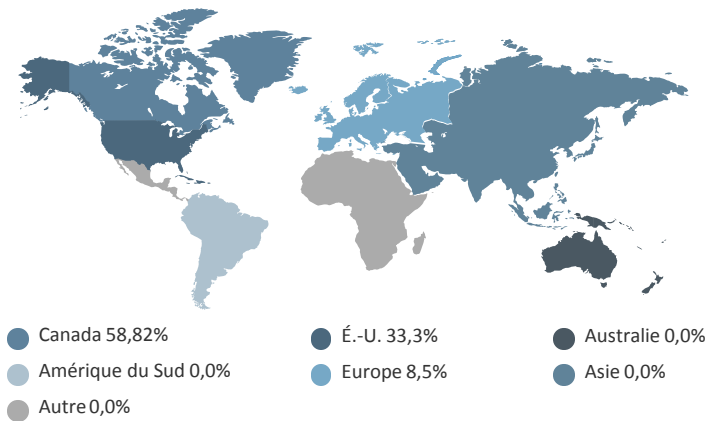 Canada 58,82%
É.-U. 33,3%
Australie 0,0%
Amérique du Sud 0,0%
Europe 8,5%
Asie 0,0%
Autre 0,0%